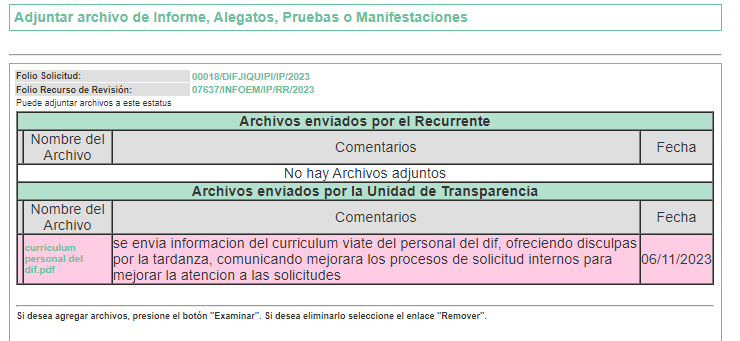 Adjuntar archivo de Informe, Alegatos, Pruebas o Manifestaciones
Folio Solicitud: 00018/DIFJIQUIPI/IP/2023
Folio Recurso de Revisión: 07637/INFOEM/IP/RR/2023
Puede adjuntar archivos a este estatus
Archivos enviados por el Recurrente
Nombre del
Archivo
Comentarios
Fecha
No hay Archivos adjuntos
Archivos enviados por la Unidad de Transparencia
Nombre del
Archivo
Comentarios
Fecha
curriculum
personal del
dif.pdf
se envia informacion del curriculum viate del personal del dif, ofreciendo disculpas
por la tardanza, comunicando mejorara los procesos de solicitud internos para
mejorar la atencion a las solicitudes
06/11/2023
Si desea agregar archivos, presione el botón "Examinar". Si desea eliminarlo seleccione el enlace "Remover".